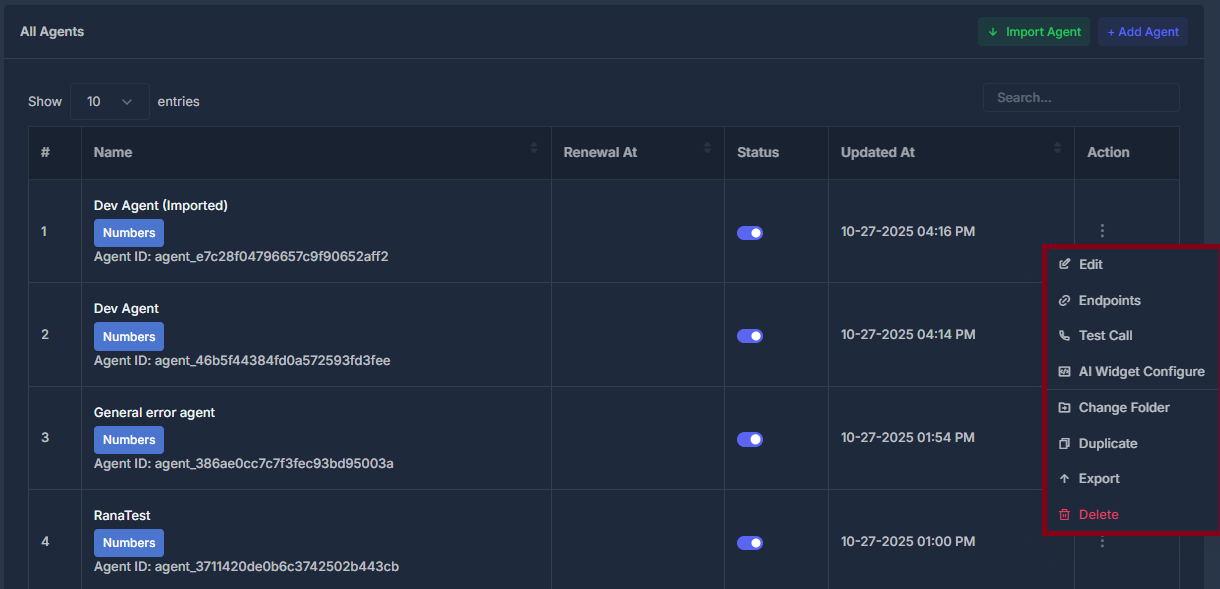 All Agents
Import Agent
+ Add Agent
Show 10 entries
Search...
# Name Renewal At Status Updated At Action
Dev Agent (Imported)
1 Numbers 10-27-2025 04:16 PM
Agent ID: agent_e7c28f04796657c9f90652aff2
Edit
Dev Agent
Endpoints
2 Numbers 10-27-2025 04:14 PM
Test Call
Agent ID: agent_46b5f44384fd0a572593fd3fee
AI Widget Configure
General error agent
Change Folder
3 Numbers 10-27-2025 01:54 PM
Duplicate
Agent ID: agent_386ae0cc7c7f3fec93bd95003a
Export
RanaTest
Delete
4 Numbers 10-27-2025 01:00 PM
Agent ID: agent_3711420de0b6c3742502b443cb